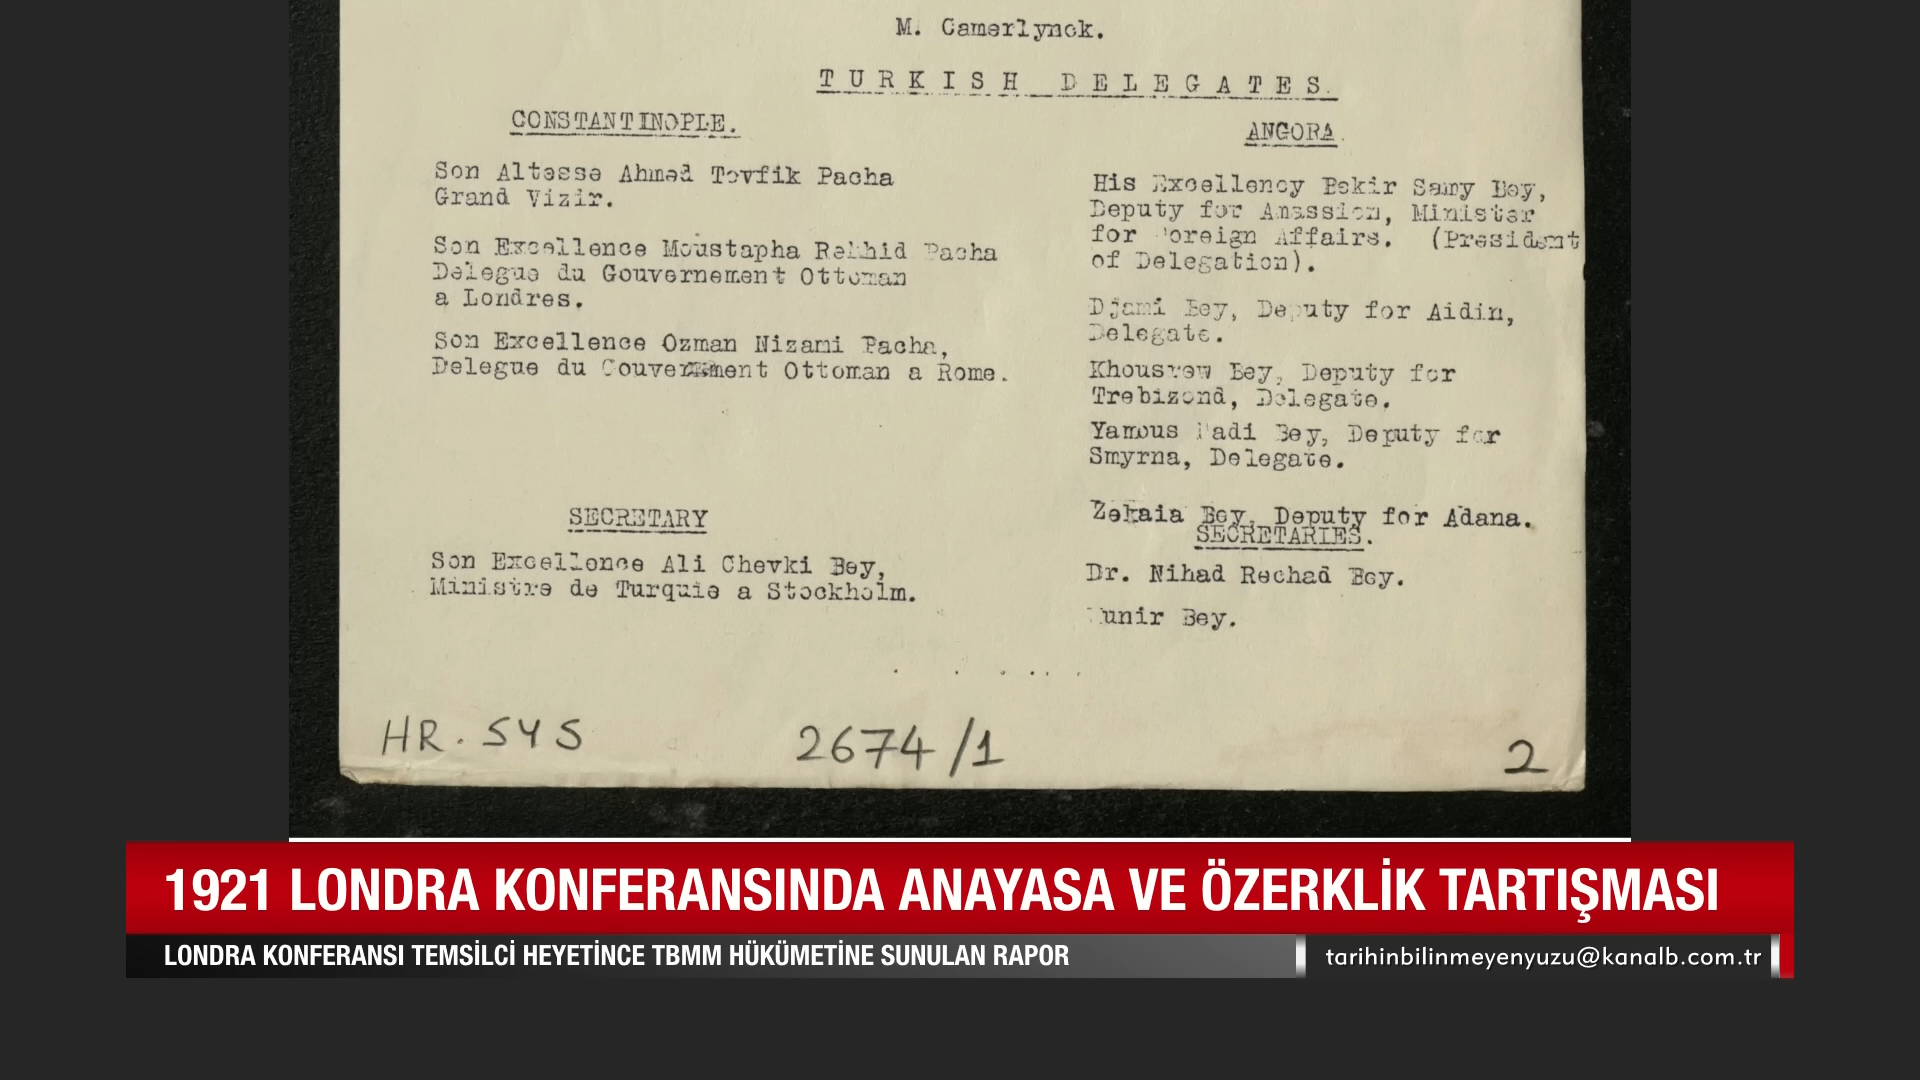 M. Camerlynck.
TURKISH DELEGATES.
CONSTANTINOPLE.
Son Altesse Ahmed Tevfik Pacha
Grand Vizir.
Son Excellence Moustapha Rechid Pacha
Delegue du Gouvernement Ottoman
a Londres.
Son Excellence Ozman Nizami Pacha,
Delegue du Gouvernement Ottoman a Rome.
SECRETARY
Son Excellence Ali Chevki Bey,
Ministre de Turquie a Stockholm.
ANGORA.
His Excellency Bekir Samy Bey,
Deputy for Amassion, Minister
for Foreign Affairs. (President
of Delegation).
Djami Bey, Deputy for Aidin,
Delegate.
Khousrew Bey, Deputy for
Trebizond, Delegate.
Yamous Nadi Bey, Deputy for
Smyrna, Delegate.
Zekaia Bey, Deputy for Adana.
SECRETARIES.
Dr. Nihad Rechad Bey.
Munir Bey.
HR. SYS 2674/1 2
1921 LONDRA KONFERANSINDA ANAYASA VE ÖZERKLİK TARTIŞMASI
LONDRA KONFERANSI TEMSİLCİ HEYETİNCE TBMM HÜKÜMETİNE SUNULAN RAPOR
tarihinbilinmeyenyuzu@kanalb.com.tr